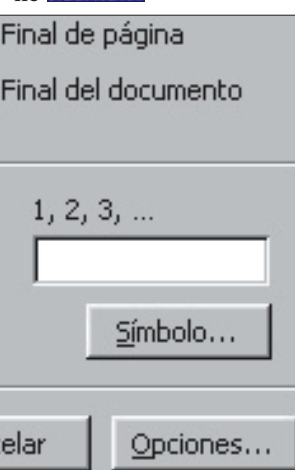 Final de página
Final del documento
1, 2, 3, ...
Símbolo...
elar
Opciones...